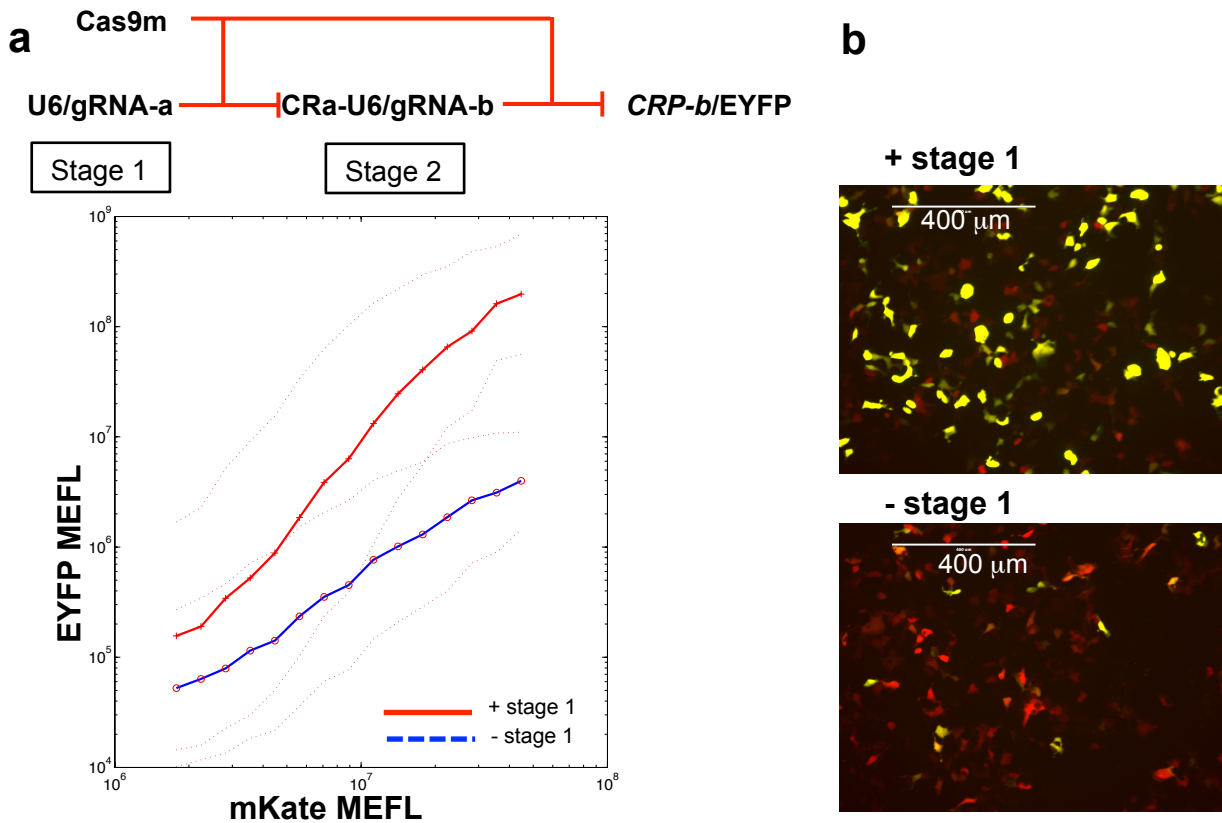 a
Cas9m
U6/gRNA-a
CRa-U6/gRNA-b
CRP-b/EYFP
Stage 1
Stage 2
10^9
10^8
10^7
10^6
10^5
10^4
EYFP MEFL
+ stage 1
- stage 1
10^6
10^7
10^8
mKate MEFL
b
+ stage 1
400 μm
- stage 1
400 um
400 μm